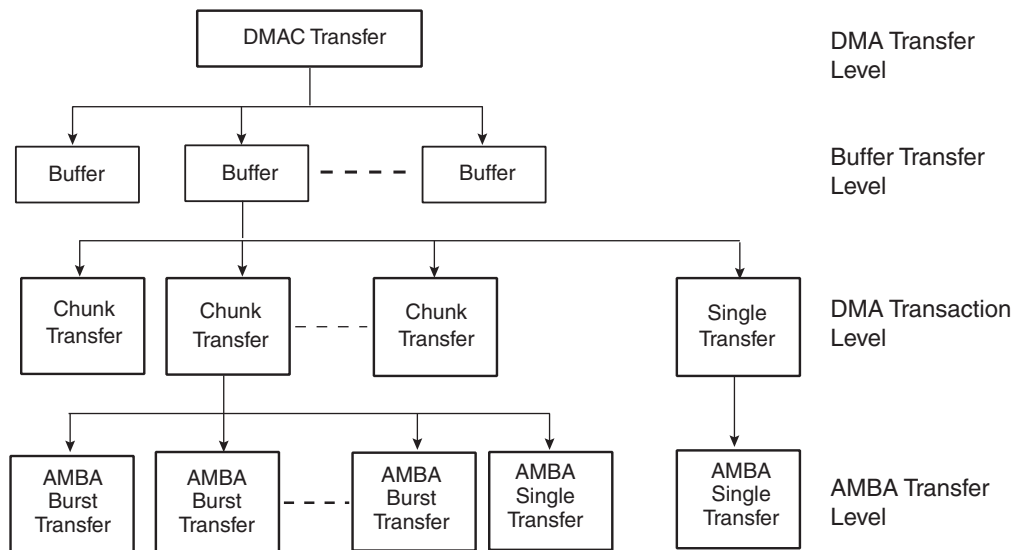 DMAC Transfer
DMA Transfer
Level
Buffer
Buffer
Buffer
Buffer Transfer
Level
Chunk
Transfer
Chunk
Transfer
Chunk
Transfer
Single
Transfer
DMA Transaction
Level
AMBA
Burst
Transfer
AMBA
Burst
Transfer
AMBA
Burst
Transfer
AMBA
Single
Transfer
AMBA
Single
Transfer
AMBA Transfer
Level